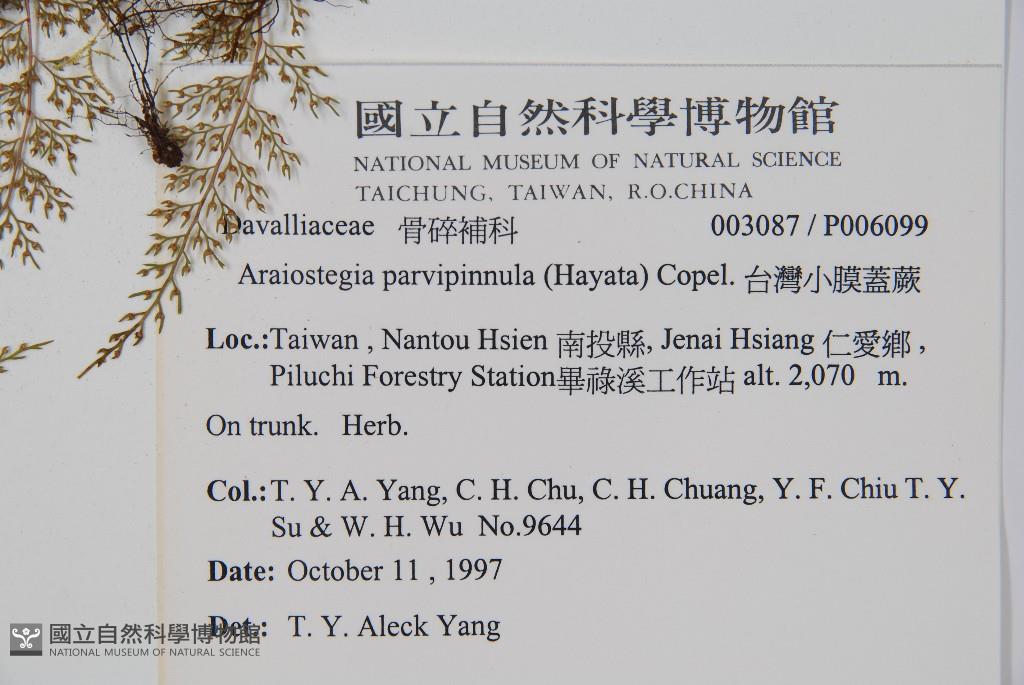 國立自然科學博物館
NATIONAL MUSEUM OF NATURAL SCIENCE
TAICHUNG, TAIWAN, R.O.CHINA
Davalliaceae 骨碎補科 003087 / P006099
Araiostegia parvipinnula (Hayata) Copel. 台灣小膜蓋蕨
Loc.:Taiwan , Nantou Hsien 南投縣, Jenai Hsiang 仁愛鄉 ,
Piluchi Forestry Station畢祿溪工作站 alt. 2,070 m.
On trunk. Herb.
Col.: T. Y. A. Yang, C. H. Chu, C. H. Chuang, Y. F. Chiu T. Y.
Su & W. H. Wu No.9644
Date: October 11 , 1997
Det.: T. Y. Aleck Yang
國立自然科學博物館
NATIONAL MUSEUM OF NATURAL SCIENCE